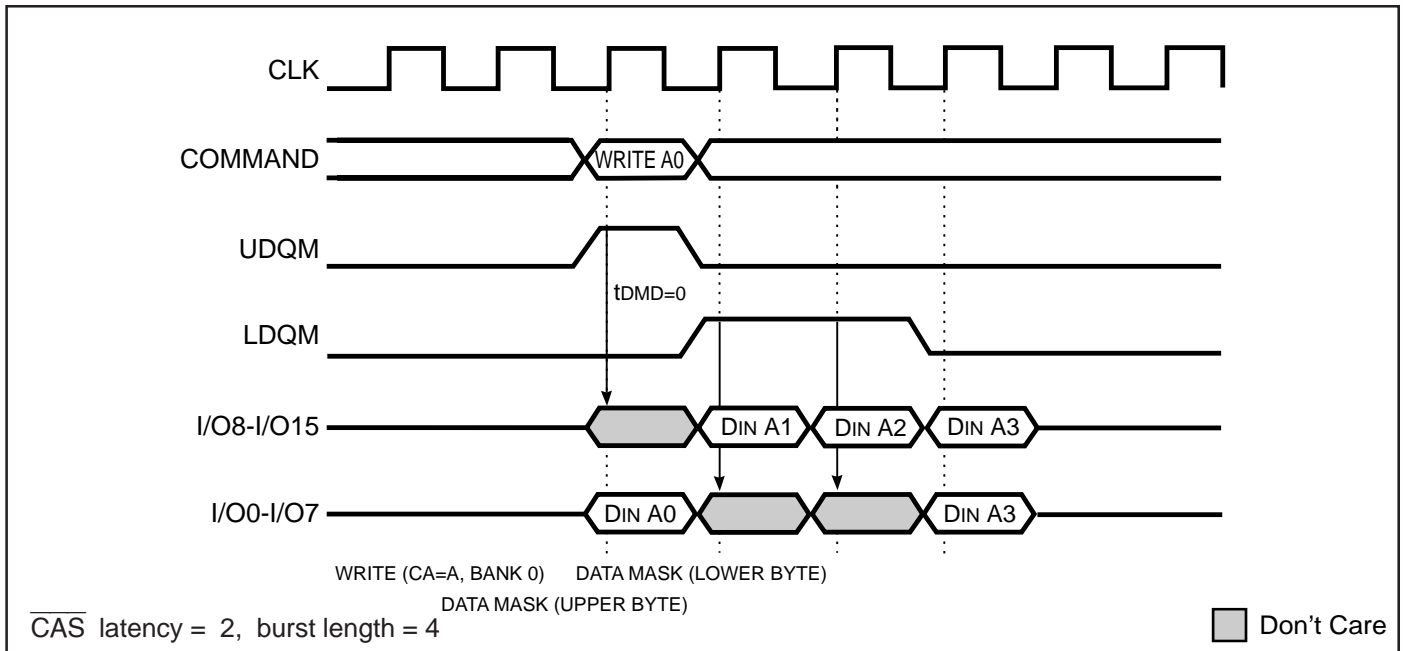 CLK
COMMAND
WRITE A0
UDQM
tDMD=0
LDQM
I/O8-I/O15
DIN A1
DIN A2
DIN A3
I/O0-I/O7
DIN A0
DIN A3
WRITE (CA=A, BANK 0)
DATA MASK (LOWER BYTE)
DATA MASK (UPPER BYTE)
CAS latency = 2, burst length = 4
Don't Care